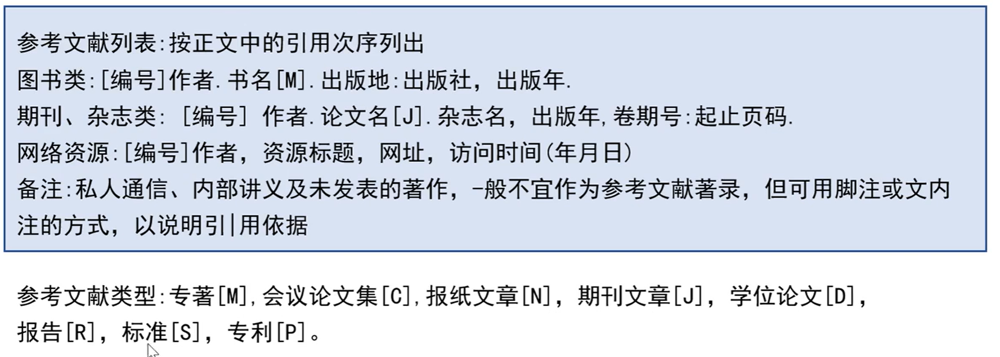 参考文献列表:按正文中的引用次序列出
图书类:[编号]作者.书名[M].出版地:出版社，出版年.
期刊、杂志类: [编号] 作者.论文名[J].杂志名，出版年,卷期号:起止页码.
网络资源:[编号]作者，资源标题，网址，访问时间(年月日)
备注:私人通信、内部讲义及未发表的著作，-般不宜作为参考文献著录，但可用脚注或文内
注的方式，以说明引|用依据
参考文献类型:专著[M],会议论文集[C],报纸文章[N]，期刊文章[J]，学位论文[D]，
报告[R]，标准[S]，专利[P]。